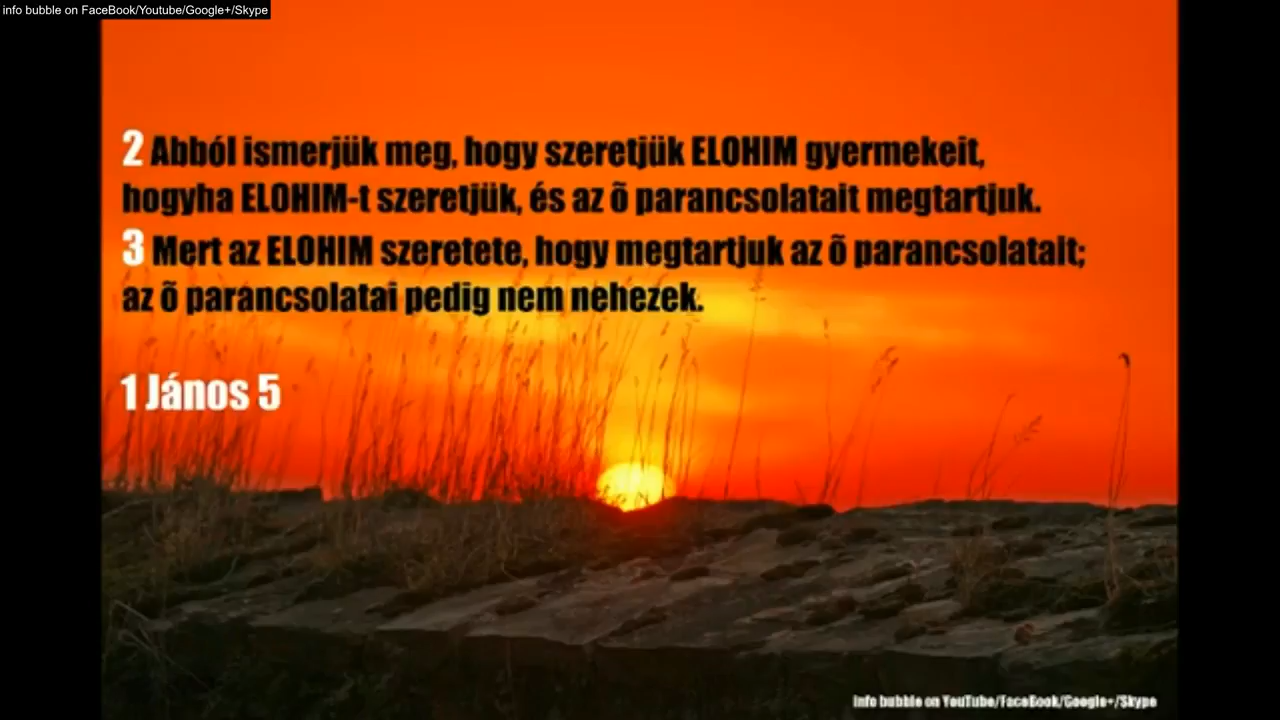 info bubble on FaceBook/Youtube/Google+/Skype
2 Abból ismerjük meg, hogy szeretjük ELOHIM gyermekeit,
hogyha ELOHIM-t szeretjük, és az õ parancsolatait megtartjuk.
3 Mert az ELOHIM szeretete, hogy megtartjuk az õ parancsolatait;
az õ parancsolatai pedig nem nehezek.
1 János 5
info bubble on YouTube/FaceBook/Google+/Skype